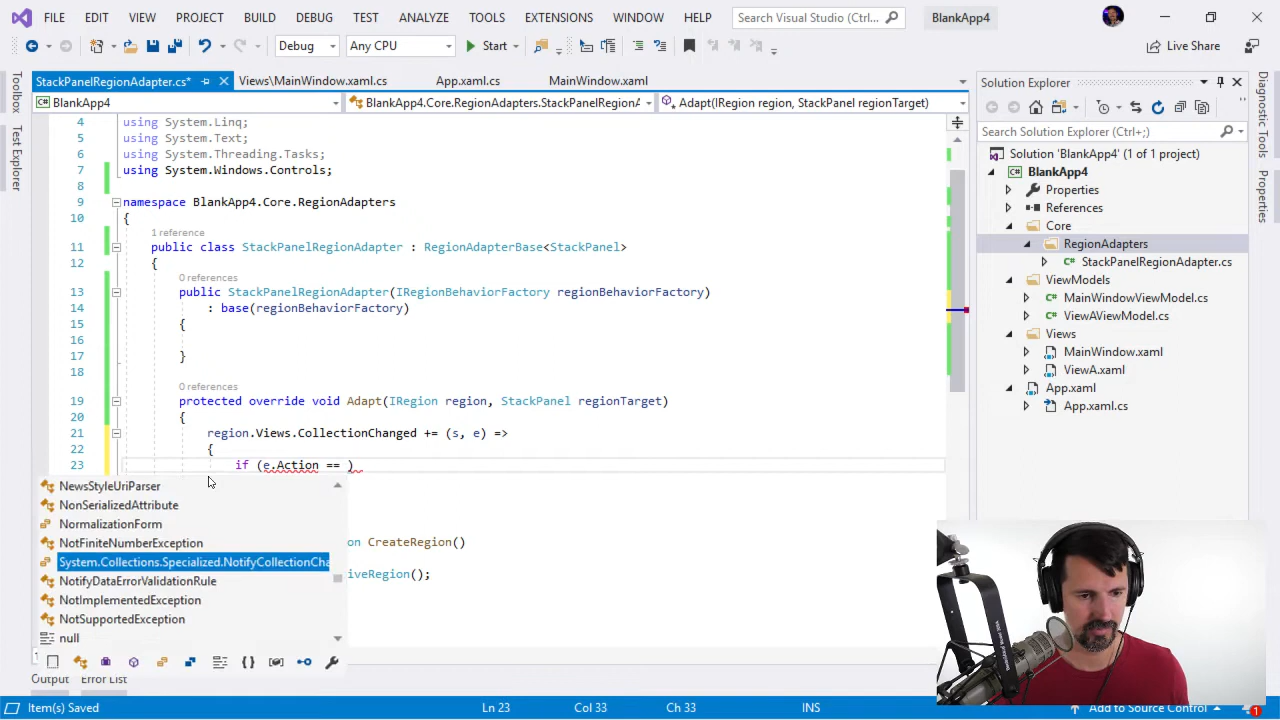 FILE EDIT VIEW PROJECT BUILD DEBUG TEST ANALYZE TOOLS EXTENSIONS WINDOW HELP Search Visual Studio (Ctrl+... BlankApp4
Debug Any CPU Start Live Share
StackPanelRegionAdapter.cs* Views\MainWindow.xaml.cs App.xaml.cs MainWindow.xaml
BlankApp4 BlankApp4.Core.RegionAdapters.StackPanelRegionA Adapt(IRegion region, StackPanel regionTarget)
Toolbox
Test Explorer
4 using System.Linq;
5 using System.Text;
6 using System.Threading.Tasks;
7 using System.Windows.Controls;
8
9 namespace BlankApp4.Core.RegionAdapters
10 {
1 reference
11 public class StackPanelRegionAdapter : RegionAdapterBase<StackPanel>
12 {
0 references
13 public StackPanelRegionAdapter(IRegionBehaviorFactory regionBehaviorFactory)
14 : base(regionBehaviorFactory)
15 {
16
17 }
18
0 references
19 protected override void Adapt(IRegion region, StackPanel regionTarget)
20 {
21 region.Views.CollectionChanged += (s, e) =>
22 {
23 if (e.Action == )
NewsStyleUriParser
NonSerializedAttribute
NormalizationForm
NotFiniteNumberException
System.Collections.Specialized.NotifyCollectionCha
NotifyDataErrorValidationRule
NotImplementedException
NotSupportedException
null
on CreateRegion()
iveRegion();
Output Error List
Item(s) Saved Ln 23 Col 33 Ch 33 INS Add to Source Control 1
Solution Explorer
Search Solution Explorer (Ctrl+;)
Solution 'BlankApp4' (1 of 1 project)
BlankApp4
Properties
References
Core
RegionAdapters
StackPanelRegionAdapter.cs
ViewModels
MainWindowViewModel.cs
ViewAViewModel.cs
Views
MainWindow.xaml
ViewA.xaml
App.xaml
App.xaml.cs
Diagnostic Tools
Properties